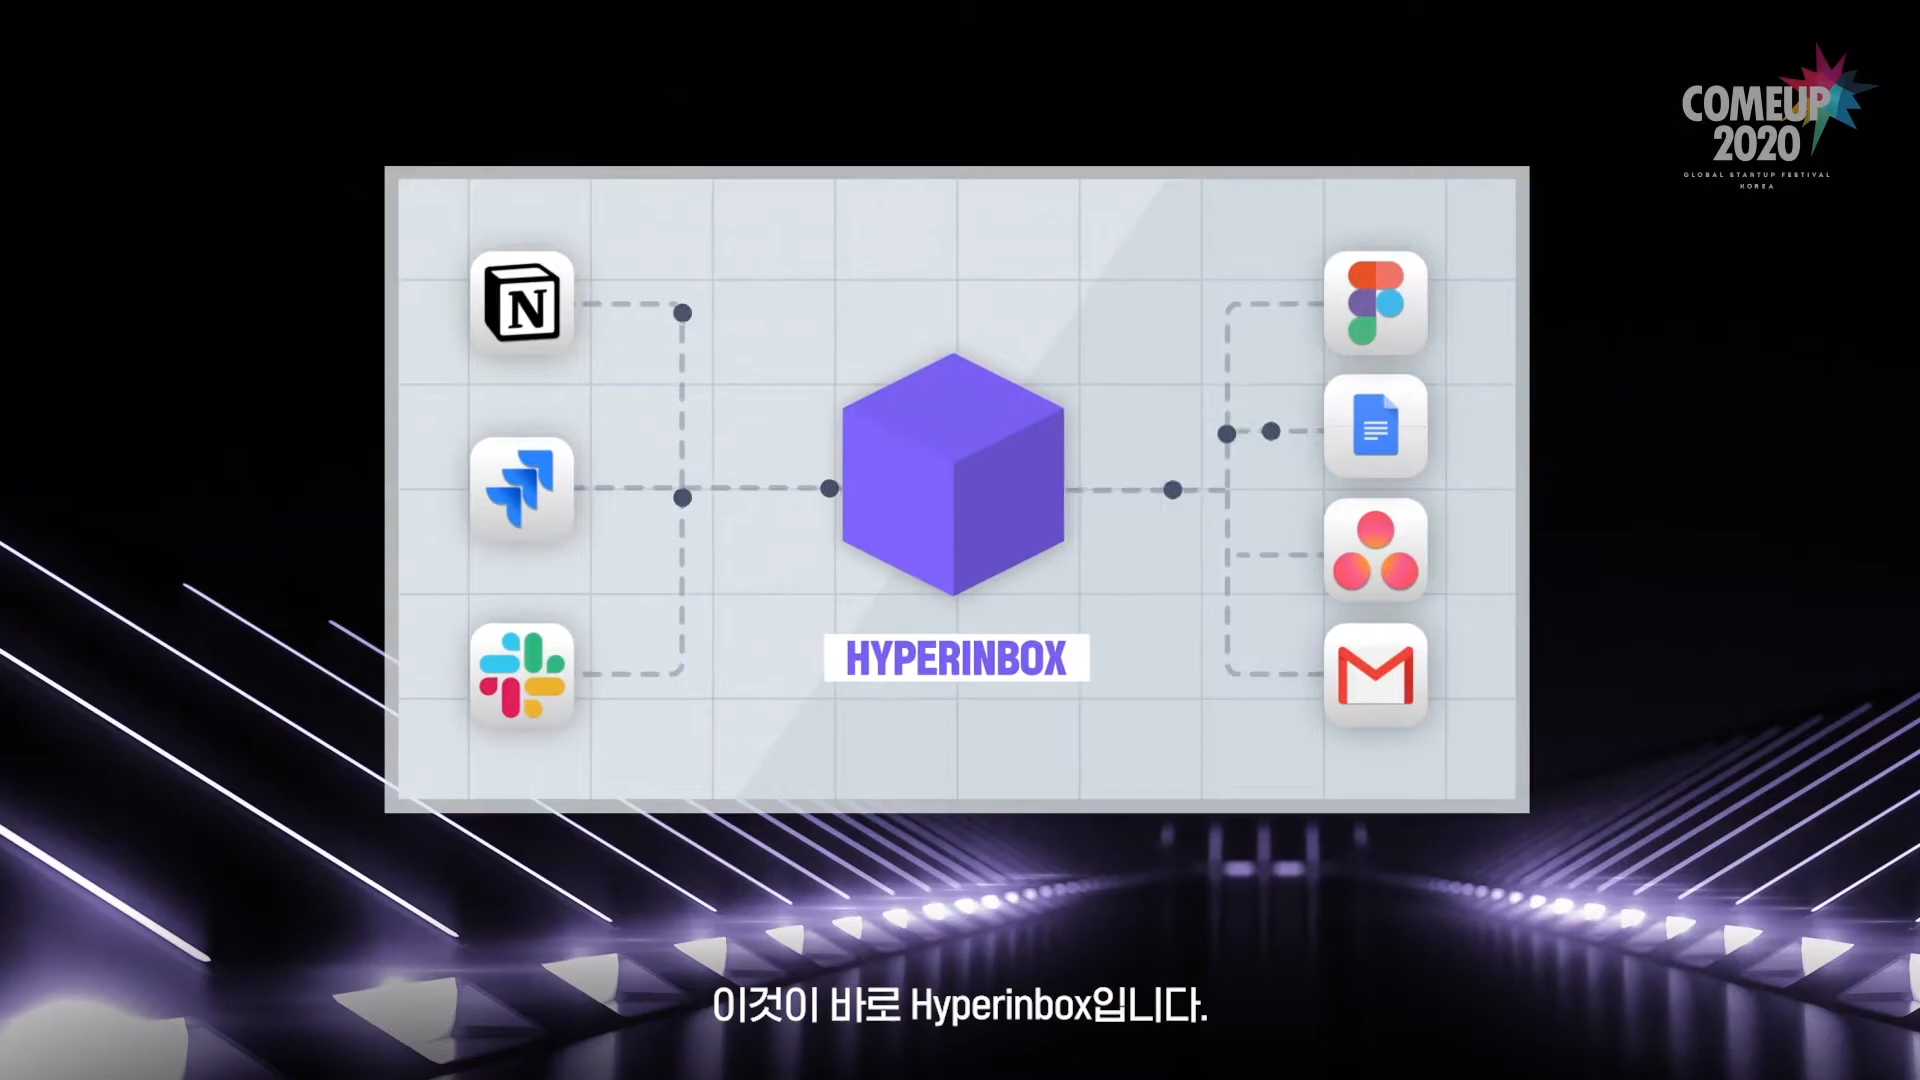 COMEUP
2020
GLOBAL STARTUP FESTIVAL
KOREA
N
HYPERINBOX
이것이 바로 Hyperinbox입니다.